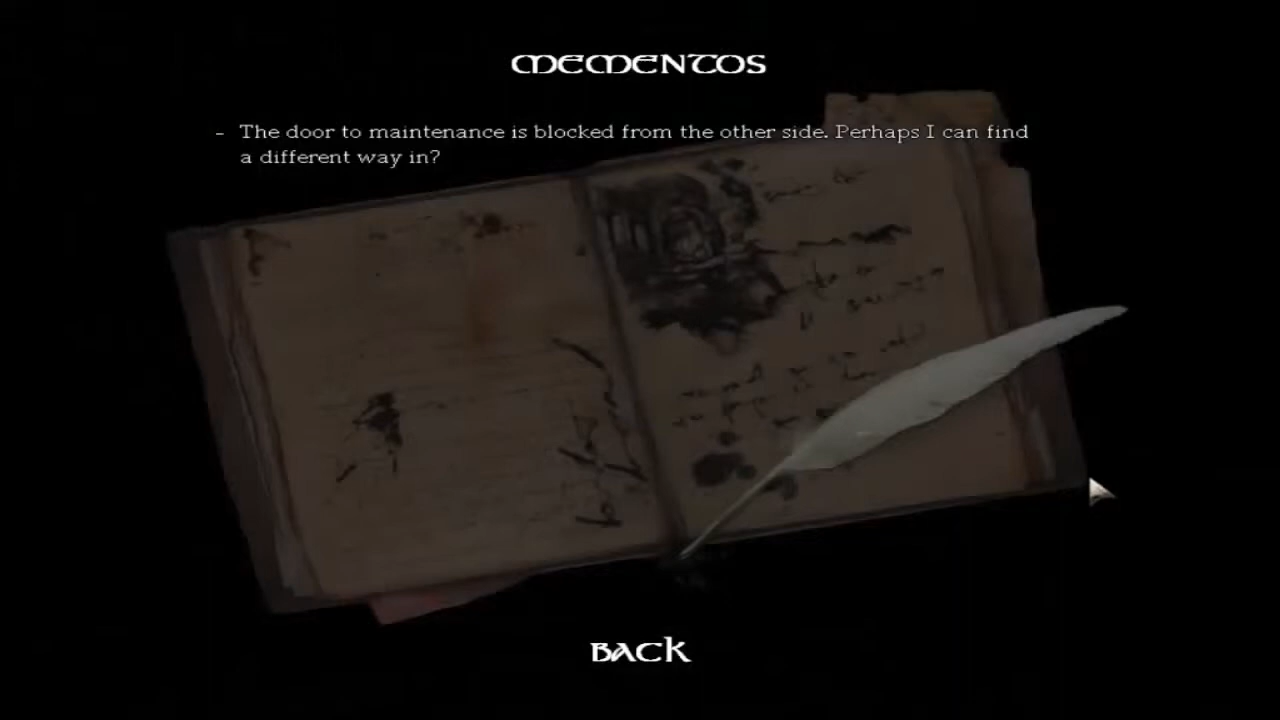 MEMENTOS
- The door to maintenance is blocked from the other side. Perhaps I can find
a different way in?
BACK